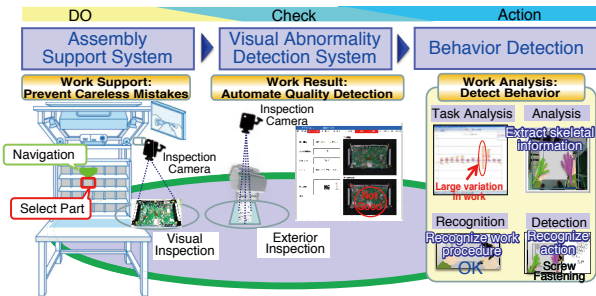 DO
Check
Action
Assembly
Support System
Visual Abnormality
Detection System
Behavior Detection
Work Support:
Prevent Careless Mistakes
Work Result:
Automate Quality Detection
Work Analysis:
Detect Behavior
Navigation
Select Part
Inspection
Camera
Visual
Inspection
Inspection
Camera
Exterior
Inspection
Not
Good
Task Analysis
Large variation
in work
Analysis
Extract skeletal
information
Recognition
Recognize work
procedure
OK
Detection
Recognize
action
Screw
Fastening